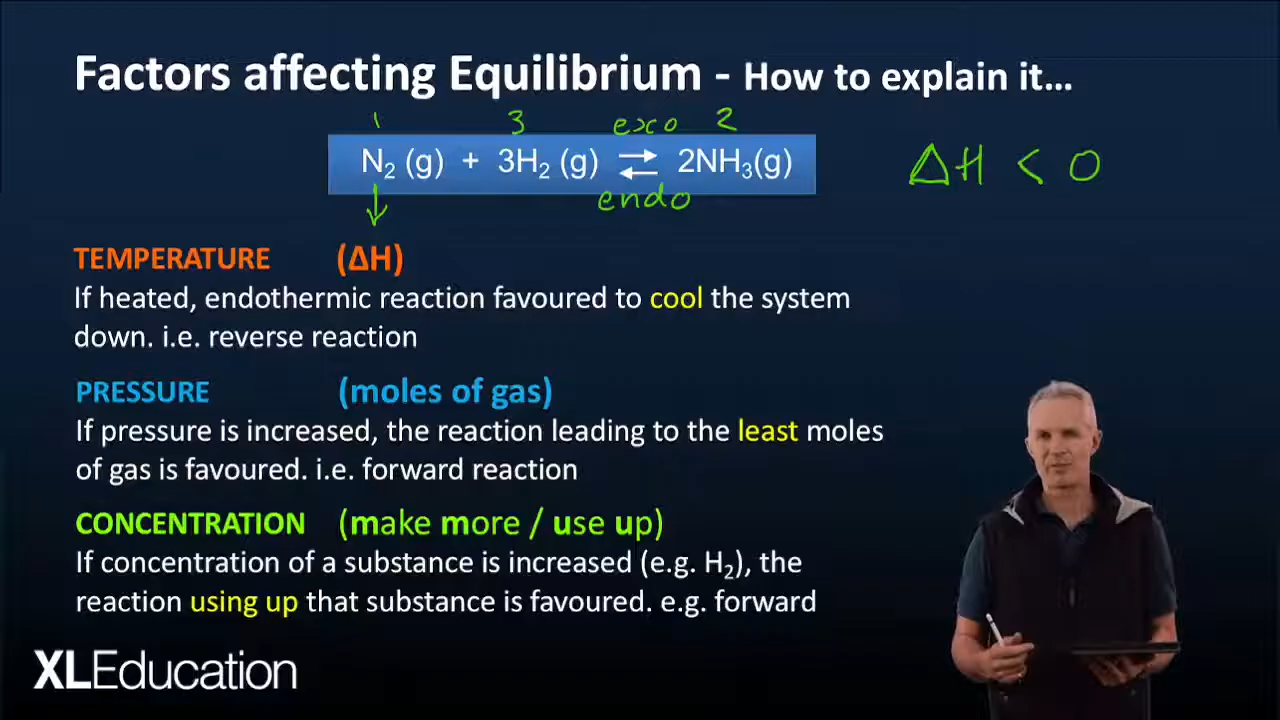 Factors affecting Equilibrium - How to explain it...
1 3 exo 2
N₂ (g) + 3H₂ (g) ⇌ 2NH₃(g)
ΔH < 0
endo
TEMPERATURE (ΔH)
If heated, endothermic reaction favoured to cool the system
down. i.e. reverse reaction
PRESSURE (moles of gas)
If pressure is increased, the reaction leading to the least moles
of gas is favoured. i.e. forward reaction
CONCENTRATION (make more / use up)
If concentration of a substance is increased (e.g. H₂), the
reaction using up that substance is favoured. e.g. forward
XLEducation